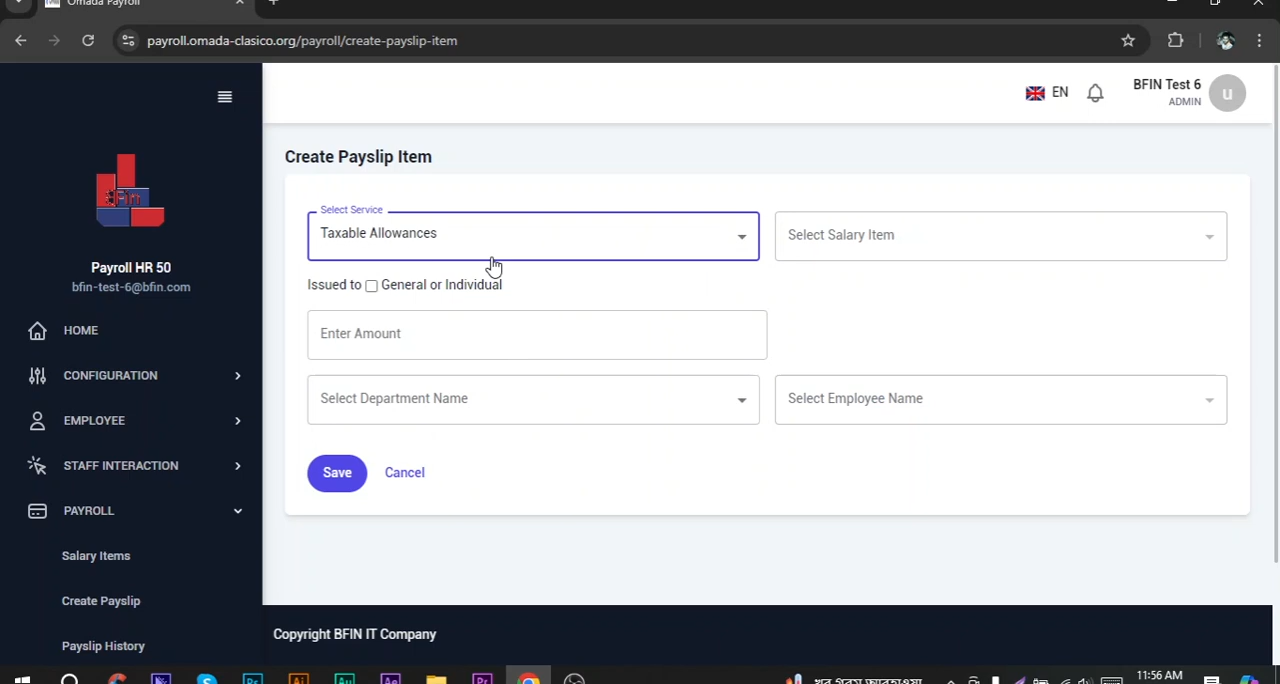 Omada Payroll
payroll.omada-clasico.org/payroll/create-payslip-item
EN
BFIN Test 6
ADMIN
u
Create Payslip Item
Select Service
Taxable Allowances
Select Salary Item
Issued to General or Individual
Enter Amount
Select Department Name
Select Employee Name
Save
Cancel
Payroll HR 50
bfin-test-6@bfin.com
HOME
CONFIGURATION
EMPLOYEE
STAFF INTERACTION
PAYROLL
Salary Items
Create Payslip
Payslip History
Copyright BFIN IT Company
11:56 AM